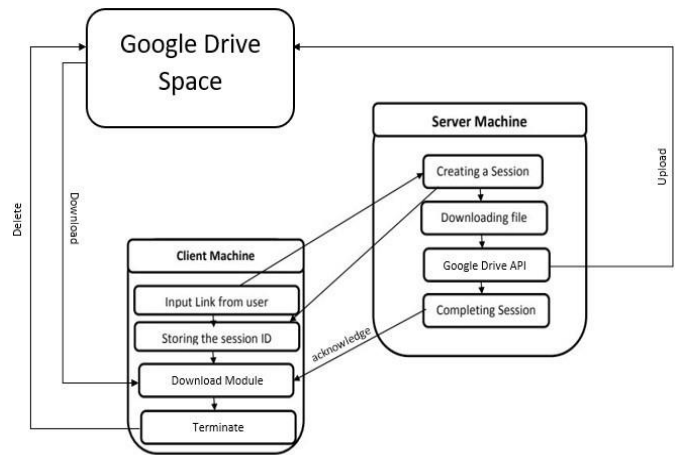 Google Drive
Space
Server Machine
Creating a Session
Downloading file
Google Drive API
Completing Session
Upload
Delete
Download
Client Machine
Input Link from user
Storing the session ID
Download Module
Terminate
acknowledge